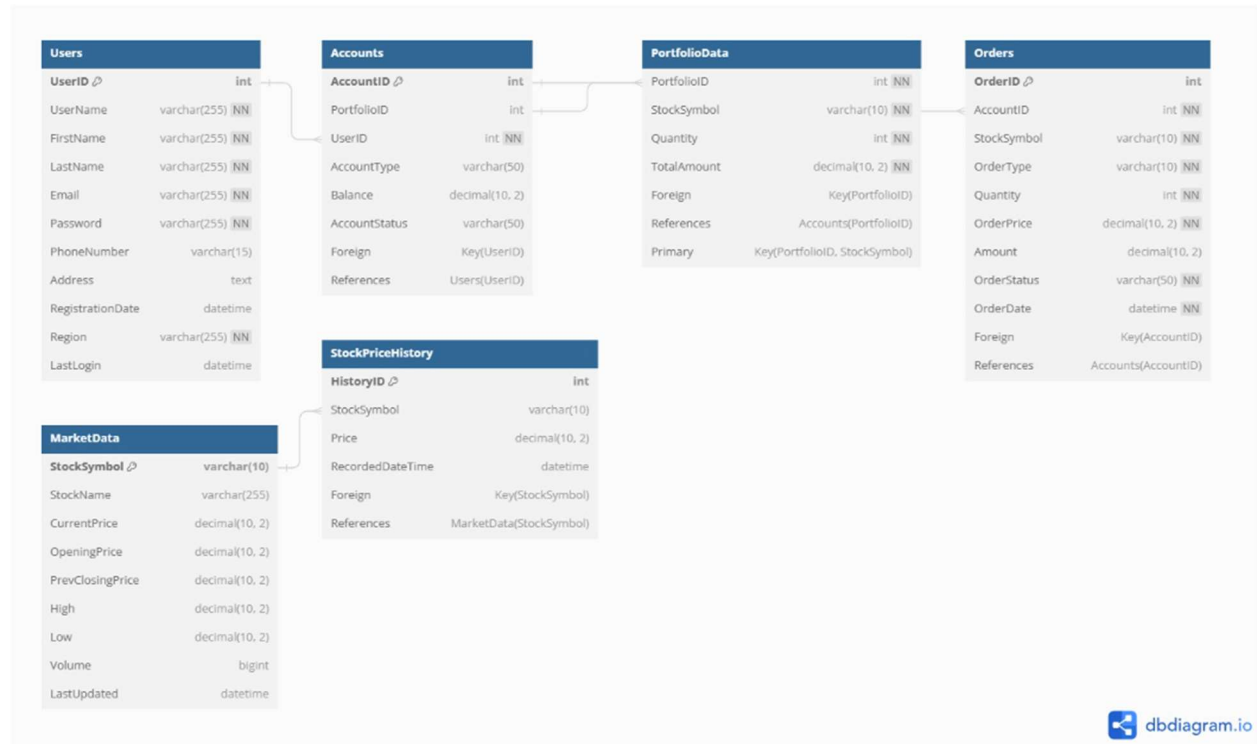 Users
UserID int
UserName varchar(255) NN
FirstName varchar(255) NN
LastName varchar(255) NN
Email varchar(255) NN
Password varchar(255) NN
PhoneNumber varchar(15)
Address text
RegistrationDate datetime
Region varchar(255) NN
LastLogin datetime
Accounts
AccountID int
PortfolioID int
UserID int NN
AccountType varchar(50)
Balance decimal(10, 2)
AccountStatus varchar(50)
Foreign Key(UserID)
References Users(UserID)
PortfolioData
PortfolioID int NN
StockSymbol varchar(10) NN
Quantity int NN
TotalAmount decimal(10, 2) NN
Foreign Key(PortfolioID)
References Accounts(PortfolioID)
Primary Key(PortfolioID, StockSymbol)
Orders
OrderID int
AccountID int NN
StockSymbol varchar(10) NN
OrderType varchar(10) NN
Quantity int NN
OrderPrice decimal(10, 2) NN
Amount decimal(10, 2)
OrderStatus varchar(50) NN
OrderDate datetime NN
Foreign Key(AccountID)
References Accounts(AccountID)
StockPriceHistory
HistoryID int
StockSymbol varchar(10)
Price decimal(10, 2)
RecordedDateTime datetime
Foreign Key(StockSymbol)
References MarketData(StockSymbol)
MarketData
StockSymbol varchar(10)
StockName varchar(255)
CurrentPrice decimal(10, 2)
OpeningPrice decimal(10, 2)
PrevClosingPrice decimal(10, 2)
High decimal(10, 2)
Low decimal(10, 2)
Volume bigint
LastUpdated datetime
dbdiagram.io